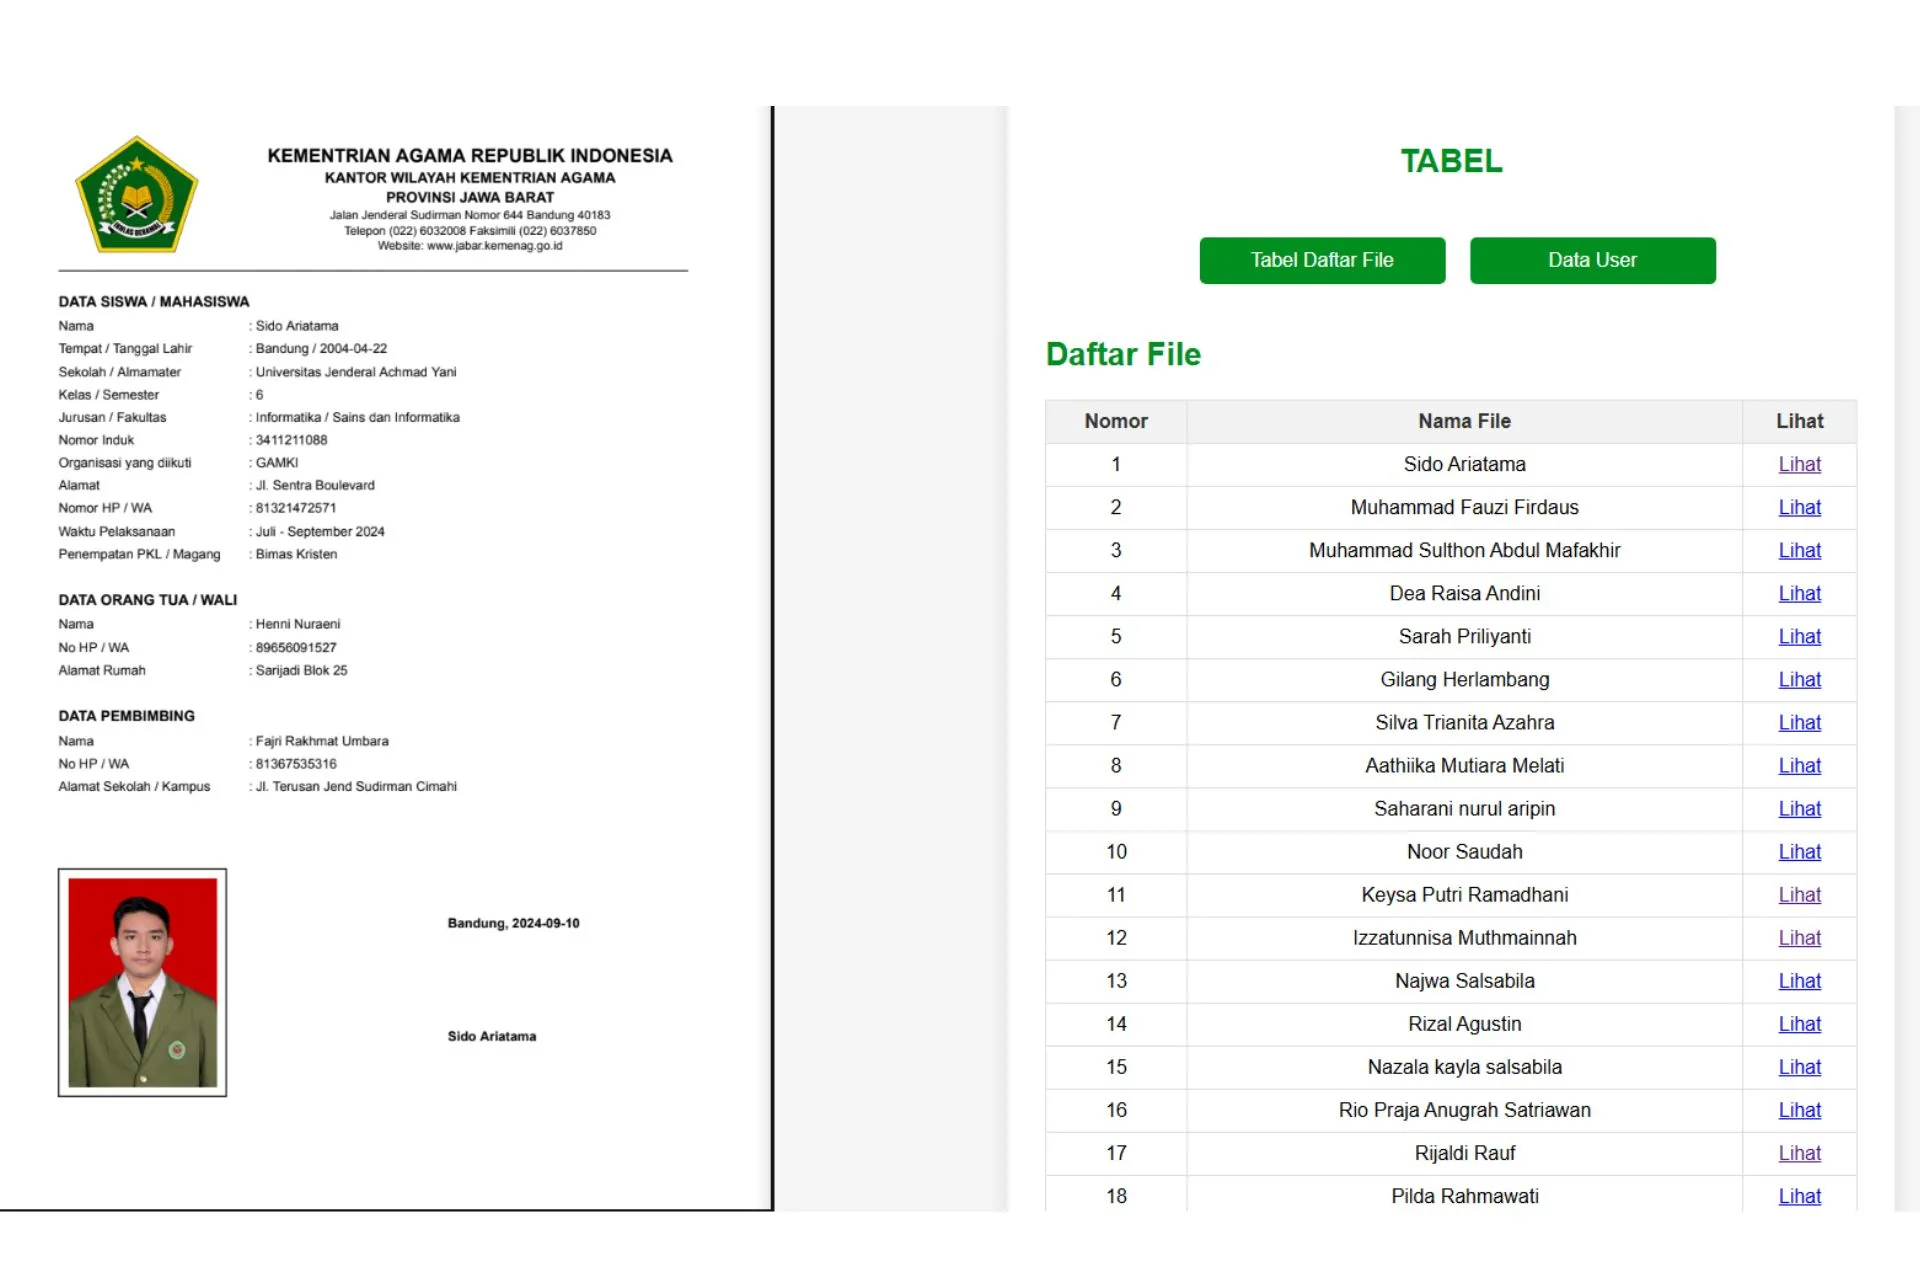 IKHLAS BERAMAL
KEMENTRIAN AGAMA REPUBLIK INDONESIA
KANTOR WILAYAH KEMENTRIAN AGAMA
PROVINSI JAWA BARAT
Jalan Jenderal Sudirman Nomor 644 Bandung 40183
Telepon (022) 6032008 Faksimili (022) 6037850
Website: www.jabar.kemenag.go.id
DATA SISWA / MAHASISWA
Nama : Sido Ariatama
Tempat / Tanggal Lahir : Bandung / 2004-04-22
Sekolah / Almamater : Universitas Jenderal Achmad Yani
Kelas / Semester : 6
Jurusan / Fakultas : Informatika / Sains dan Informatika
Nomor Induk : 3411211088
Organisasi yang diikuti : GAMKI
Alamat : Jl. Sentra Boulevard
Nomor HP / WA : 81321472571
Waktu Pelaksanaan : Juli - September 2024
Penempatan PKL / Magang : Bimas Kristen
DATA ORANG TUA / WALI
Nama : Henni Nuraeni
No HP / WA : 89656091527
Alamat Rumah : Sarijadi Blok 25
DATA PEMBIMBING
Nama : Fajri Rakhmat Umbara
No HP / WA : 81367535316
Alamat Sekolah / Kampus : Jl. Terusan Jend Sudirman Cimahi
Bandung, 2024-09-10
Sido Ariatama
TABEL
Tabel Daftar File Data User
Daftar File
Nomor Nama File Lihat
1 Sido Ariatama Lihat
2 Muhammad Fauzi Firdaus Lihat
3 Muhammad Sulthon Abdul Mafakhir Lihat
4 Dea Raisa Andini Lihat
5 Sarah Priliyanti Lihat
6 Gilang Herlambang Lihat
7 Silva Trianita Azahra Lihat
8 Aathiika Mutiara Melati Lihat
9 Saharani nurul aripin Lihat
10 Noor Saudah Lihat
11 Keysa Putri Ramadhani Lihat
12 Izzatunnisa Muthmainnah Lihat
13 Najwa Salsabila Lihat
14 Rizal Agustin Lihat
15 Nazala kayla salsabila Lihat
16 Rio Praja Anugrah Satriawan Lihat
17 Rijaldi Rauf Lihat
18 Pilda Rahmawati Lihat